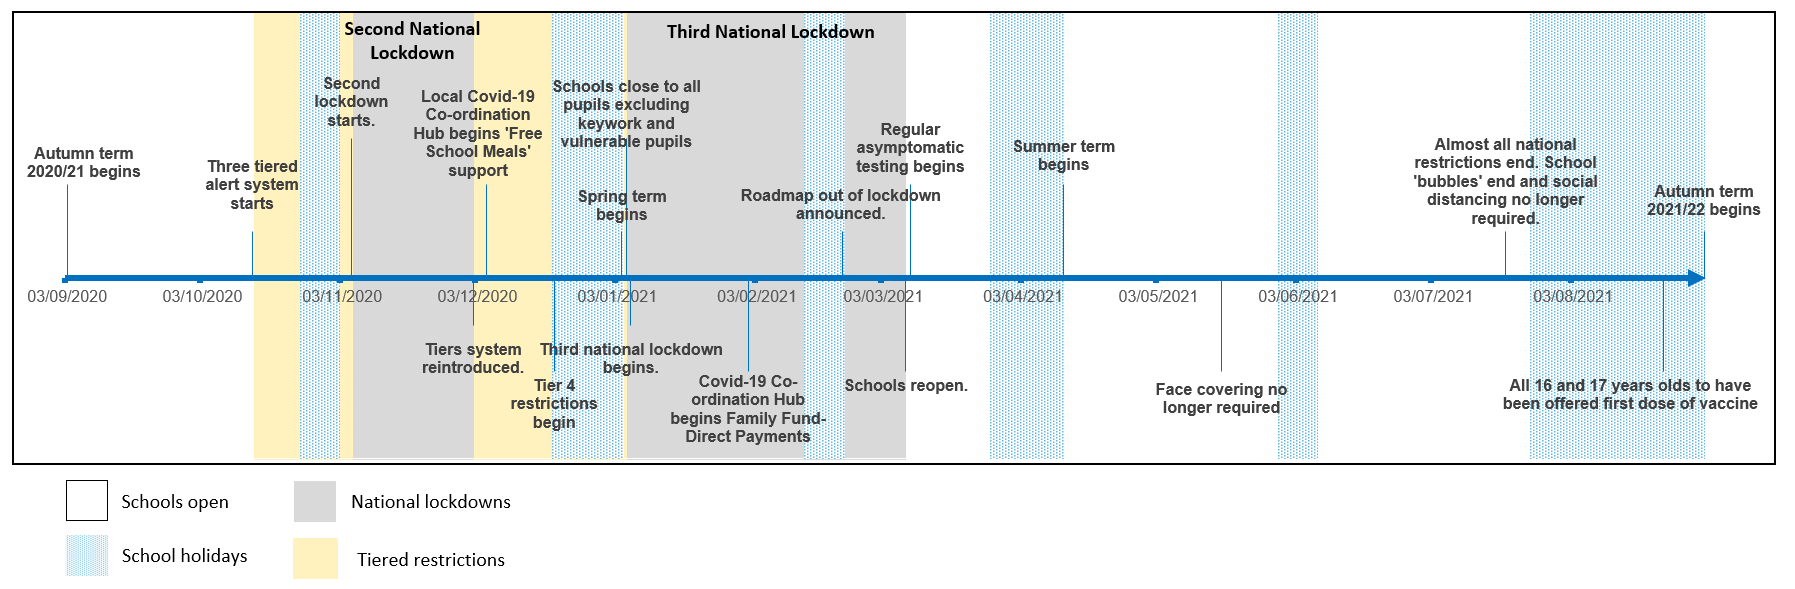 Second National
Lockdown
Third National Lockdown
Second
lockdown
starts.
Local Covid-19
Co-ordination
Hub begins 'Free
School Meals'
support
Schools close to all
pupils excluding
keywork and
vulnerable pupils
Autumn term
2020/21 begins
Three tiered
alert system
starts
Spring term
begins
Regular
asymptomatic
testing begins
Roadmap out of lockdown
announced.
Summer term
begins
Almost all national
restrictions end. School
'bubbles' end and social
distancing no longer
required.
Autumn term
2021/22 begins
03/09/2020
03/10/2020
03/11/2020
03/12/2020
03/01/2021
03/02/2021
03/03/2021
03/04/2021
03/05/2021
03/06/2021
03/07/2021
03/08/2021
Tiers system
reintroduced.
Tier 4
restrictions
begin
Third national lockdown
begins.
Covid-19 Co-
ordination Hub
begins Family Fund-
Direct Payments
Schools reopen.
Face covering no
longer required
All 16 and 17 years olds to have
been offered first dose of vaccine
Schools open
National lockdowns
School holidays
Tiered restrictions